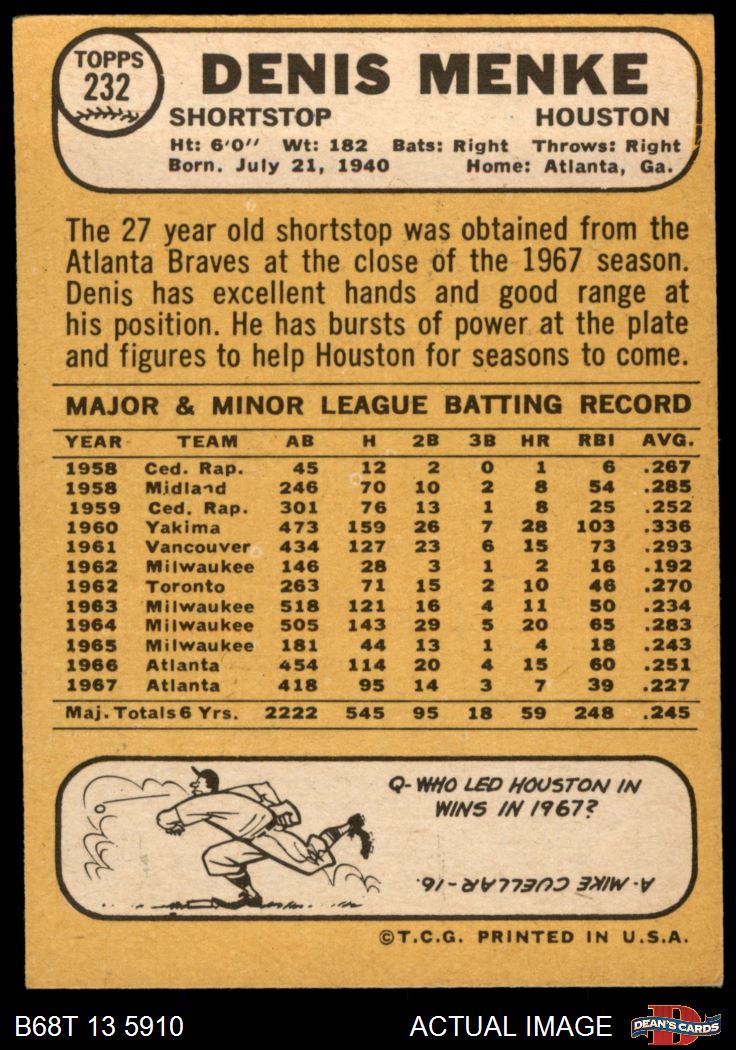 TOPPS
232
DENIS MENKE
SHORTSTOP HOUSTON
Ht: 6'0" Wt: 182 Bats: Right Throws: Right
Born. July 21, 1940 Home: Atlanta, Ga.
The 27 year old shortstop was obtained from the
Atlanta Braves at the close of the 1967 season.
Denis has excellent hands and good range at
his position. He has bursts of power at the plate
and figures to help Houston for seasons to come.
MAJOR & MINOR LEAGUE BATTING RECORD
YEAR TEAM AB H 2B 3B HR RBI AVG.
1958 Ced. Rap. 45 12 2 0 1 6 .267
1958 Midland 246 70 10 2 8 54 .285
1959 Ced. Rap. 301 76 13 1 8 25 .252
1960 Yakima 473 159 26 7 28 103 .336
1961 Vancouver 434 127 23 6 15 73 .293
1962 Milwaukee 146 28 3 1 2 16 .192
1962 Toronto 263 71 15 2 10 46 .270
1963 Milwaukee 518 121 16 4 11 50 .234
1964 Milwaukee 505 143 29 5 20 65 .283
1965 Milwaukee 181 44 13 1 4 18 .243
1966 Atlanta 454 114 20 4 15 60 .251
1967 Atlanta 418 95 14 3 7 39 .227
Maj. Totals 6 Yrs. 2222 545 95 18 59 248 .245
Q-WHO LED HOUSTON IN
WINS IN 1967?
A-MIKE CUELLAR-16.
©T.C.G. PRINTED IN U.S.A.
B68T 13 5910 ACTUAL IMAGE DEAN'S CARDS